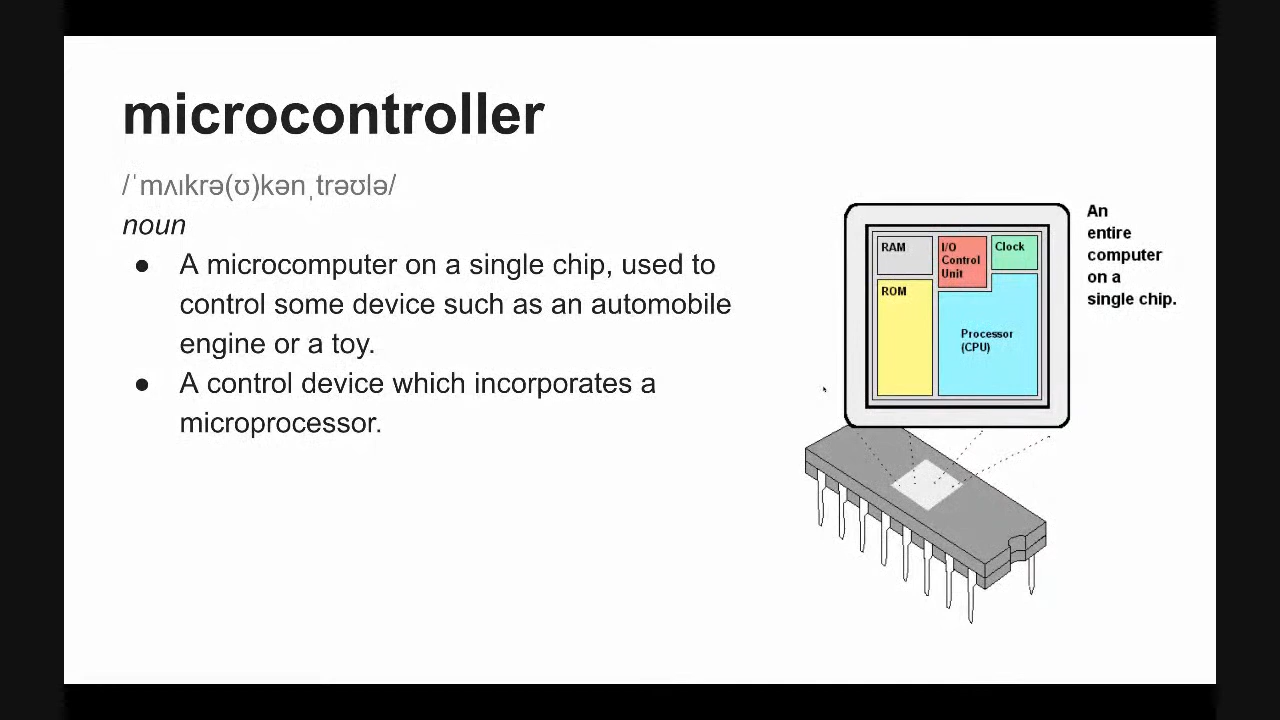 microcontroller
/ˈmʌɪkrə(ʊ)kənˌtrəʊlə/
noun
● A microcomputer on a single chip, used to
control some device such as an automobile
engine or a toy.
● A control device which incorporates a
microprocessor.
An
entire
computer
on a
single chip.
RAM
I/O
Control
Unit
Clock
ROM
Processor
(CPU)